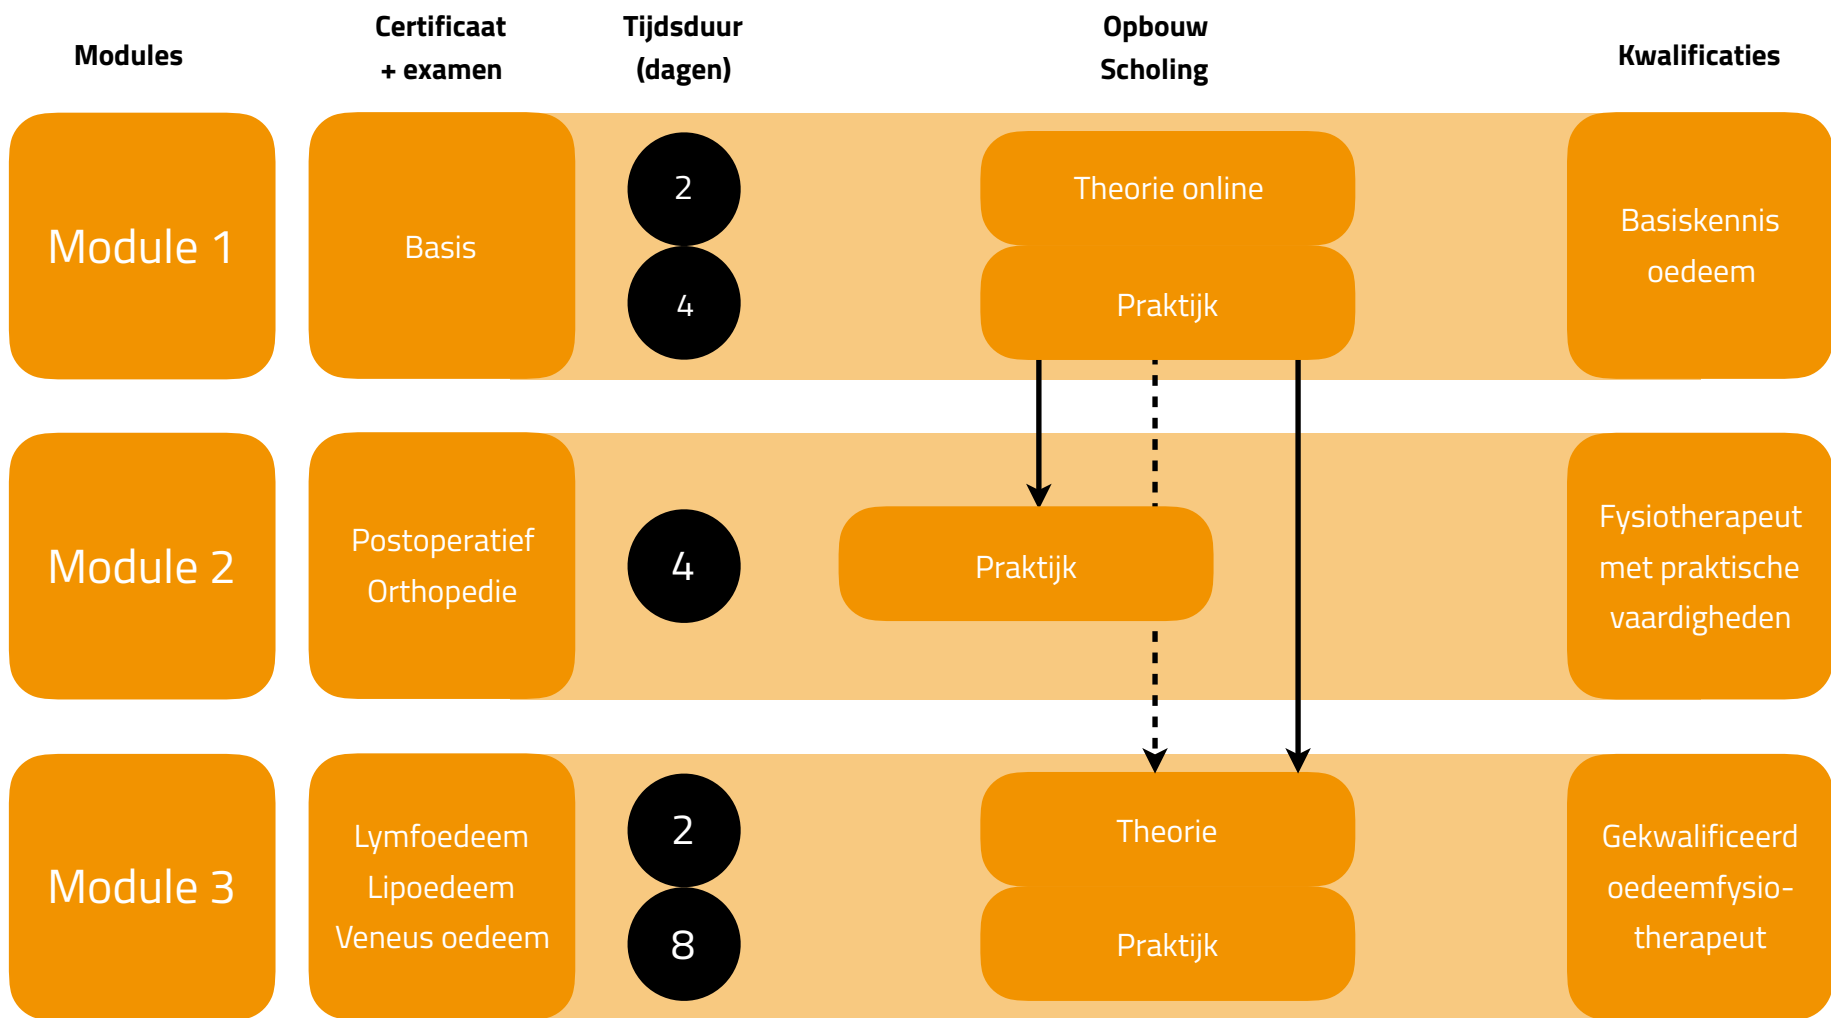 Modules
Certificaat
+ examen
Tijdsduur
(dagen)
Opbouw
Scholing
Kwalificaties
Module 1
Basis
2
4
Theorie online
Praktijk
Basiskennis
oedeem
Module 2
Postoperatief
Orthopedie
4
Praktijk
Fysiotherapeut
met praktische
vaardigheden
Module 3
Lymfoedeem
Lipoedeem
Veneus oedeem
2
8
Theorie
Praktijk
Gekwalificeerd
oedeemfysio-
therapeut